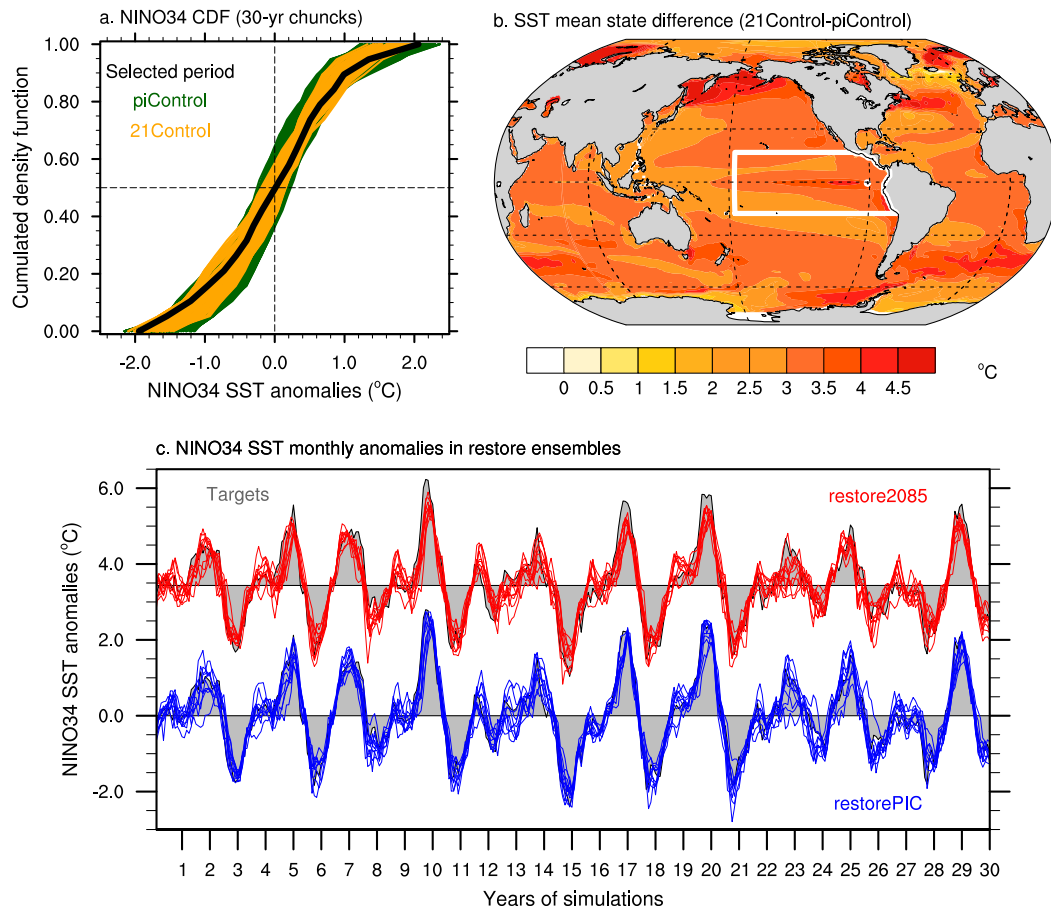 a. NINO34 CDF (30-yr chuncks)
b. SST mean state difference (21Control-piControl)
Cumulated density function
1.00
0.80
0.60
0.40
0.20
0.00
Selected period
piControl
21Control
-2.0 -1.0 0.0 1.0 2.0
NINO34 SST anomalies (°C)
0 0.5 1 1.5 2 2.5 3 3.5 4 4.5
°C
c. NINO34 SST monthly anomalies in restore ensembles
NINO34 SST anomalies (°C)
6.0
4.0
2.0
0.0
-2.0
Targets
restore2085
restorePIC
1 2 3 4 5 6 7 8 9 10 11 12 13 14 15 16 17 18 19 20 21 22 23 24 25 26 27 28 29 30
Years of simulations